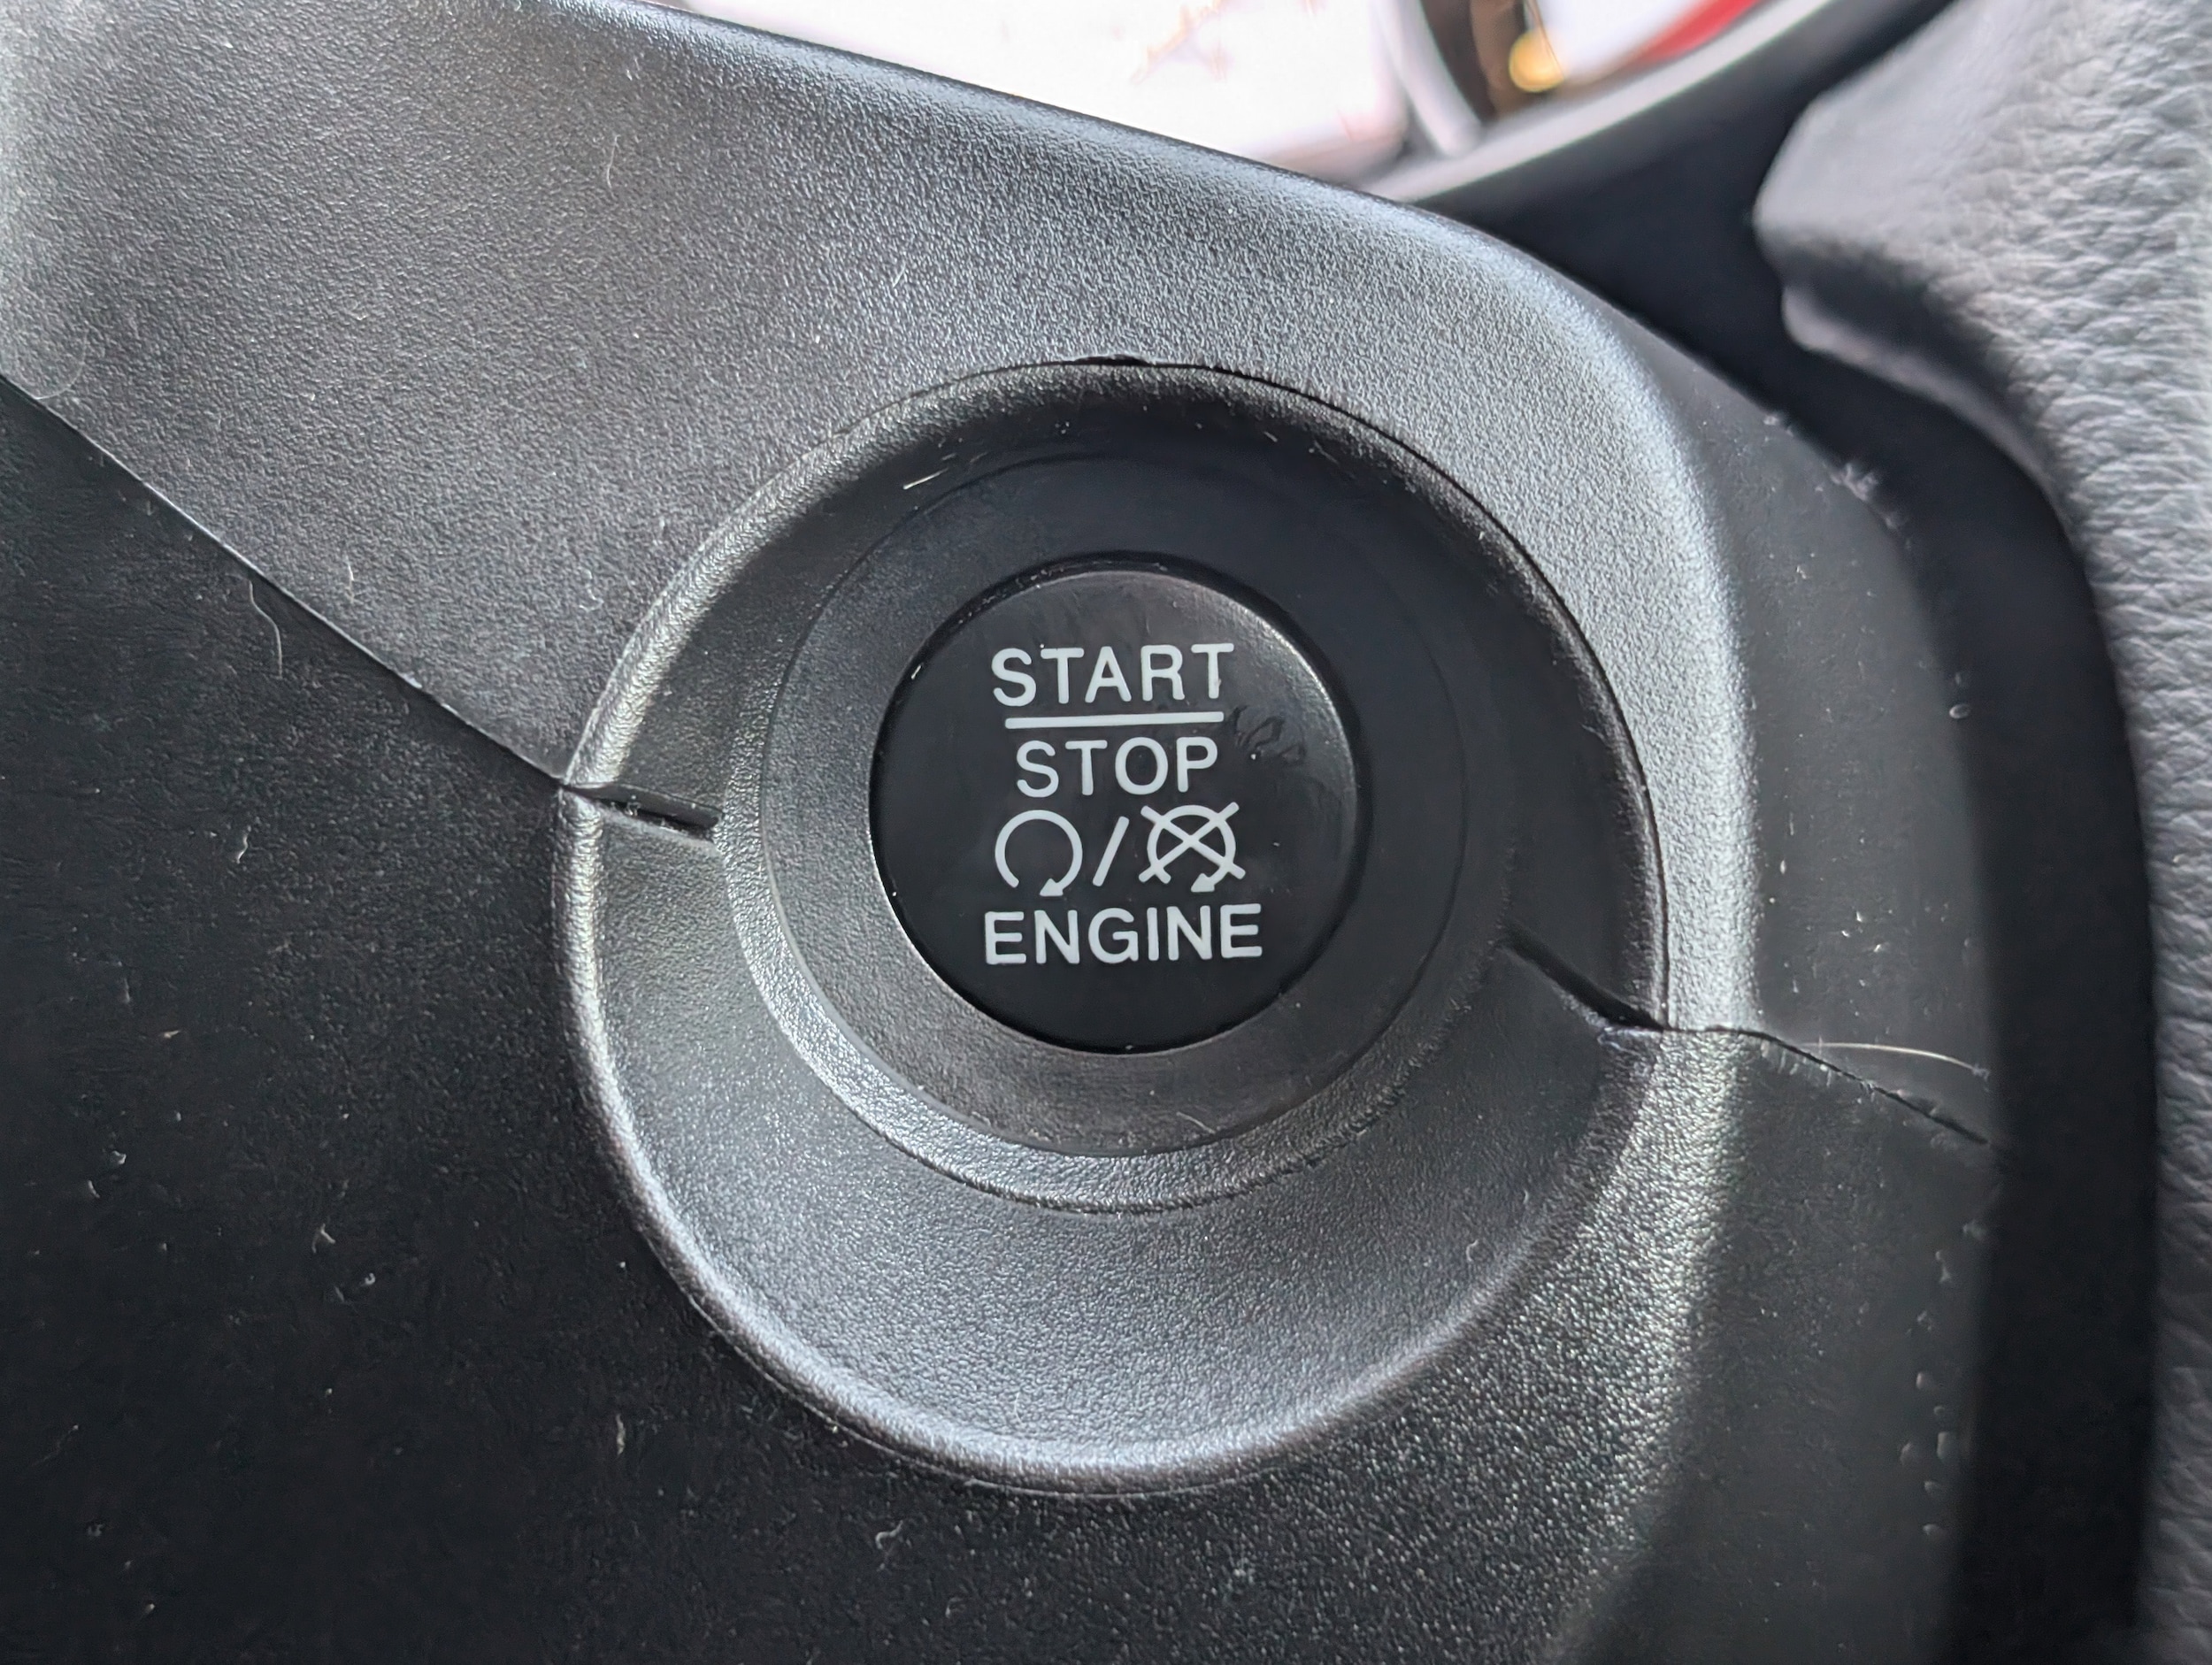 START
STOP
/
ENGINE